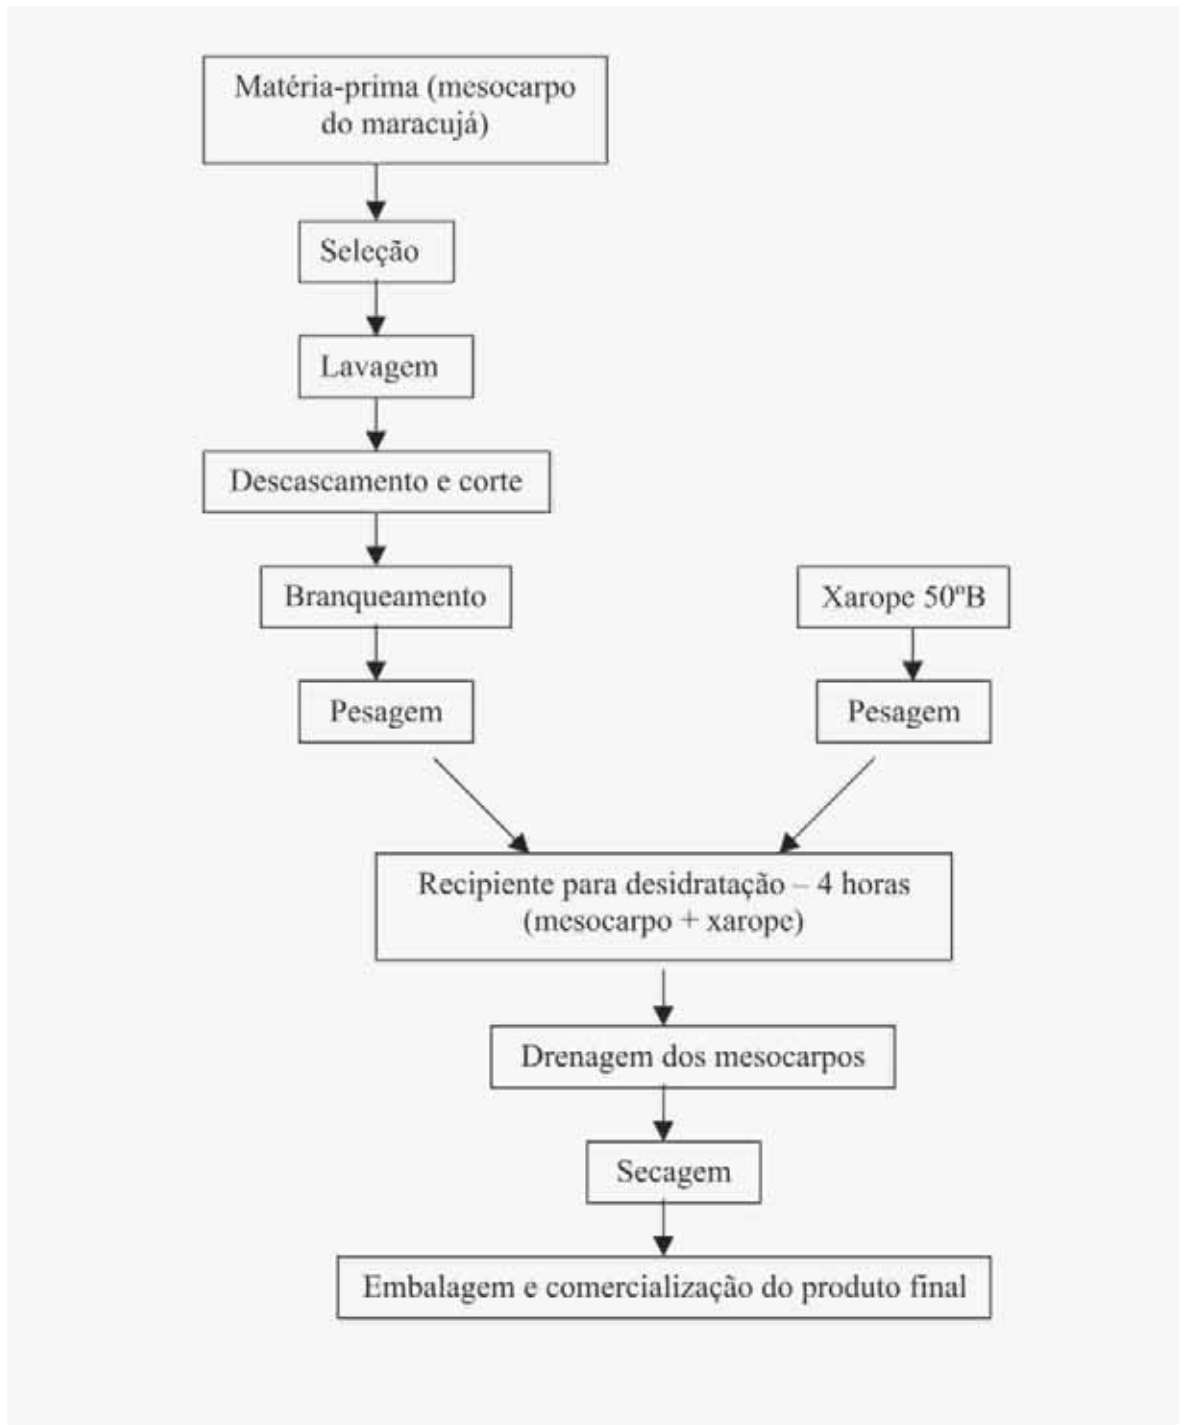 Matéria-prima (mesocarpo
do maracujá)
Seleção
Lavagem
Descascamento e corte
Branqueamento
Xarope 50ºB
Pesagem
Pesagem
Recipiente para desidratação – 4 horas
(mesocarpo + xarope)
Drenagem dos mesocarpos
Secagem
Embalagem e comercialização do produto final